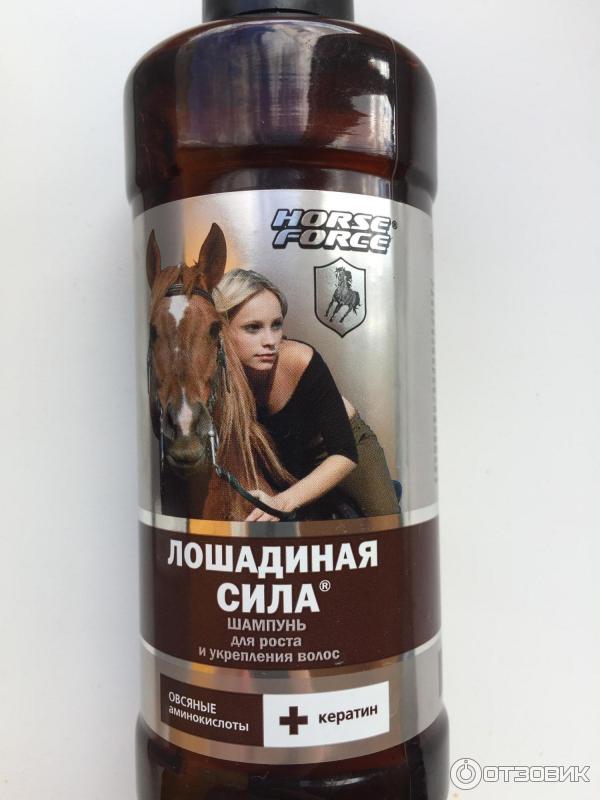 HORSE®
FORCE
ЛОШАДИНАЯ
СИЛА®
ШАМПУНЬ
для роста
и укрепления волос
ОВСЯНЫЕ
аминокислоты
+ кератин
ОТЗОВИК